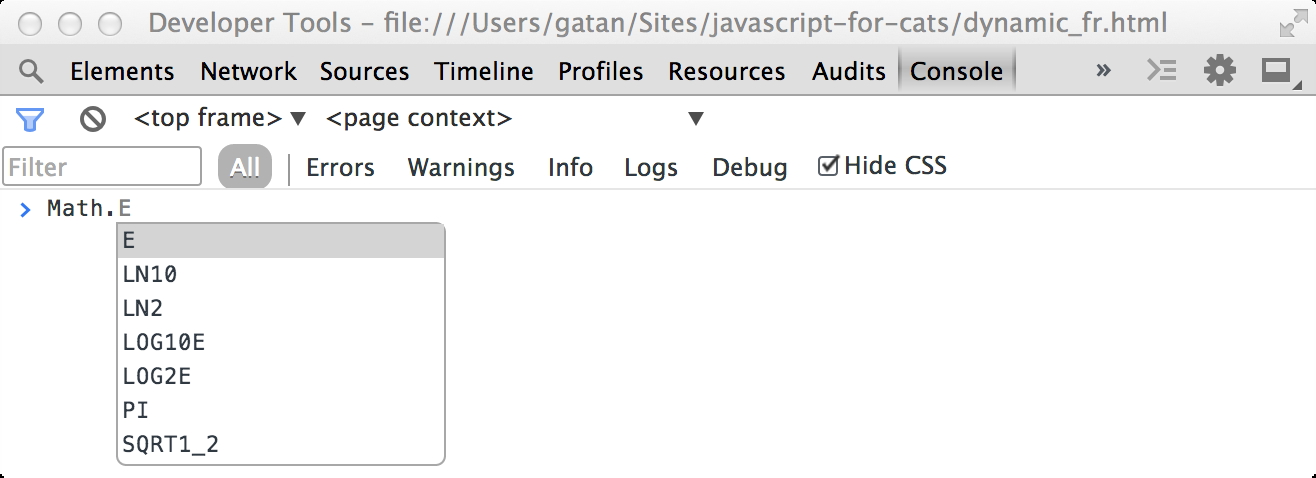 Developer Tools - file:///Users/gatan/Sites/javascript-for-cats/dynamic_fr.html
Elements Network Sources Timeline Profiles Resources Audits Console »
<top frame> ▼ <page context> ▼
Filter All Errors Warnings Info Logs Debug Hide CSS
> Math.E
E
LN10
LN2
LOG10E
LOG2E
PI
SQRT1_2